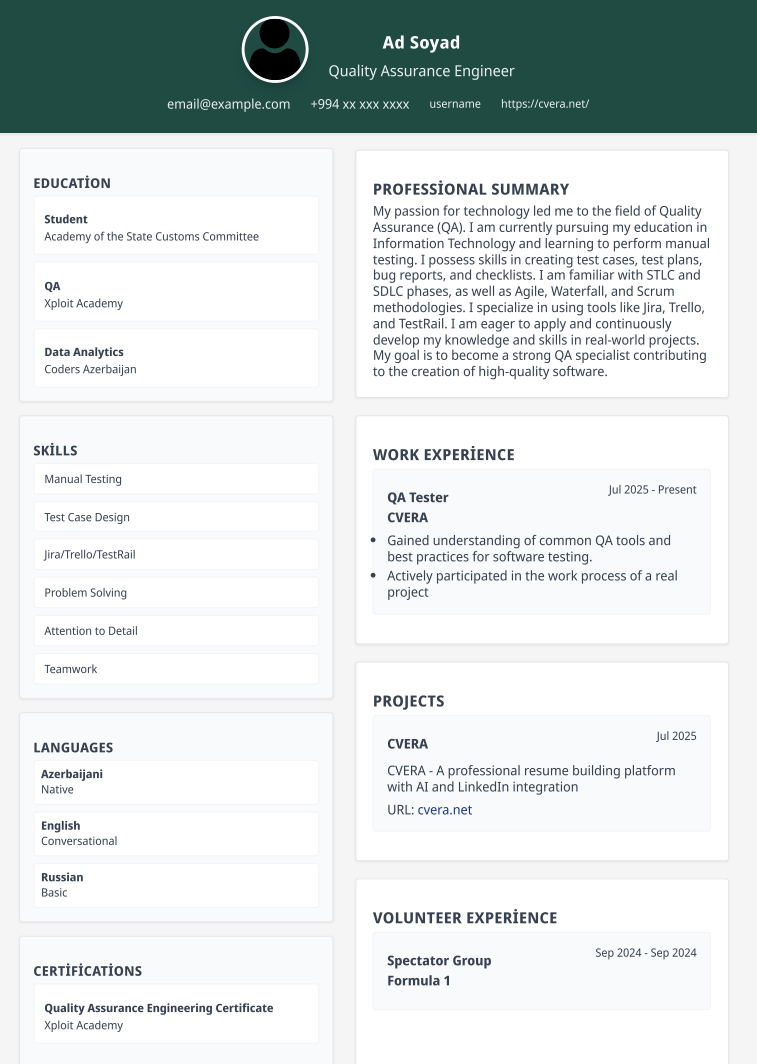 Ad Soyad
Quality Assurance Engineer
email@example.com +994 xx xxx xxxx username https://cvera.net/
EDUCATİON
Student
Academy of the State Customs Committee
QA
Xploit Academy
Data Analytics
Coders Azerbaijan
SKİLLS
Manual Testing
Test Case Design
Jira/Trello/TestRail
Problem Solving
Attention to Detail
Teamwork
LANGUAGES
Azerbaijani
Native
English
Conversational
Russian
Basic
CERTİFİCATİONS
Quality Assurance Engineering Certificate
Xploit Academy
PROFESSİONAL SUMMARY
My passion for technology led me to the field of Quality
Assurance (QA). I am currently pursuing my education in
Information Technology and learning to perform manual
testing. I possess skills in creating test cases, test plans,
bug reports, and checklists. I am familiar with STLC and
SDLC phases, as well as Agile, Waterfall, and Scrum
methodologies. I specialize in using tools like Jira, Trello,
and TestRail. I am eager to apply and continuously
develop my knowledge and skills in real-world projects.
My goal is to become a strong QA specialist contributing
to the creation of high-quality software.
WORK EXPERİENCE
QA Tester Jul 2025 - Present
CVERA
• Gained understanding of common QA tools and
best practices for software testing.
• Actively participated in the work process of a real
project
PROJECTS
CVERA Jul 2025
CVERA - A professional resume building platform
with AI and LinkedIn integration
URL: cvera.net
VOLUNTEER EXPERİENCE
Spectator Group Sep 2024 - Sep 2024
Formula 1